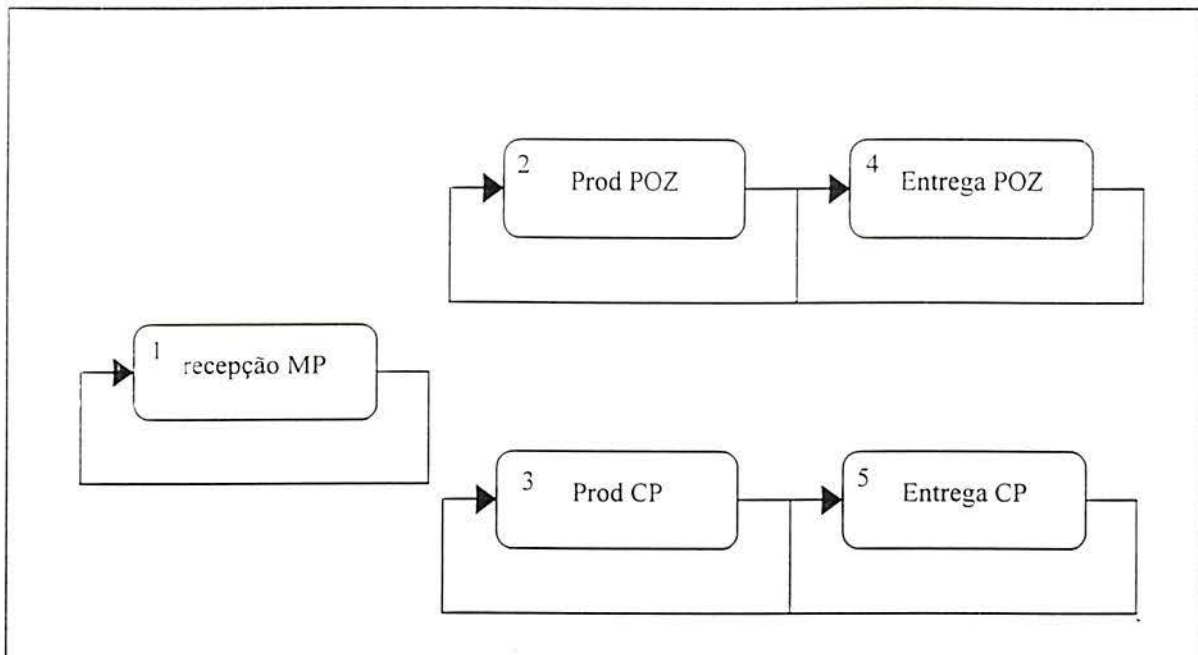 2 Prod POZ
4 Entrega POZ
1 recepção MP
3 Prod CP
5 Entrega CP